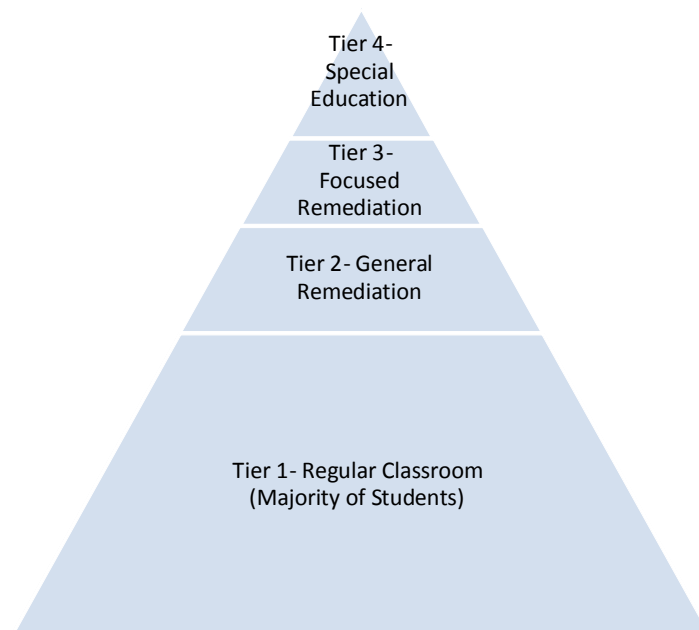 Tier 4-
Special
Education
Tier 3-
Focused
Remediation
Tier 2- General
Remediation
Tier 1- Regular Classroom
(Majority of Students)